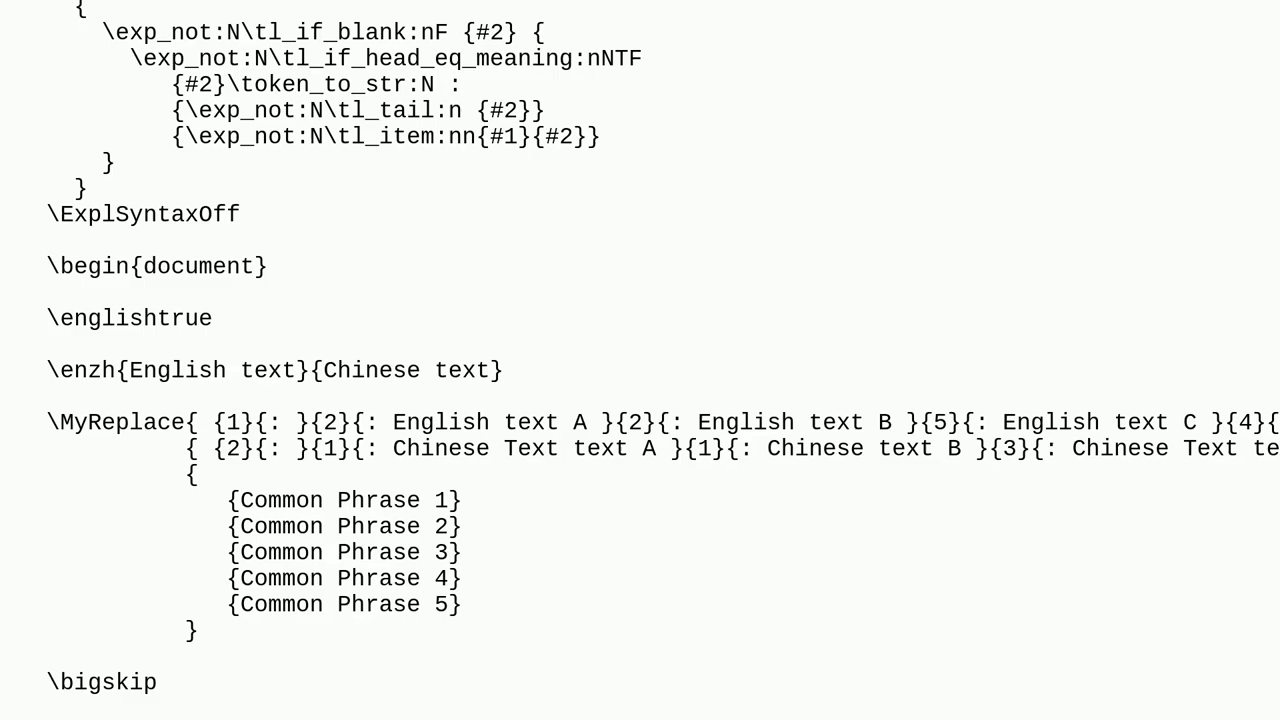 {
\exp_not:N\tl_if_blank:nF {#2} {
\exp_not:N\tl_if_head_eq_meaning:nNTF
{#2}\token_to_str:N :
{\exp_not:N\tl_tail:n {#2}}
{\exp_not:N\tl_item:nn{#1}{#2}}
}
}
\ExplSyntaxOff
\begin{document}
\englishtrue
\enzh{English text}{Chinese text}
\MyReplace{ {1}{: }{2}{: English text A }{2}{: English text B }{5}{: English text C }{4}{
{ {2}{: }{1}{: Chinese Text text A }{1}{: Chinese text B }{3}{: Chinese Text te
{
{Common Phrase 1}
{Common Phrase 2}
{Common Phrase 3}
{Common Phrase 4}
{Common Phrase 5}
}
\bigskip